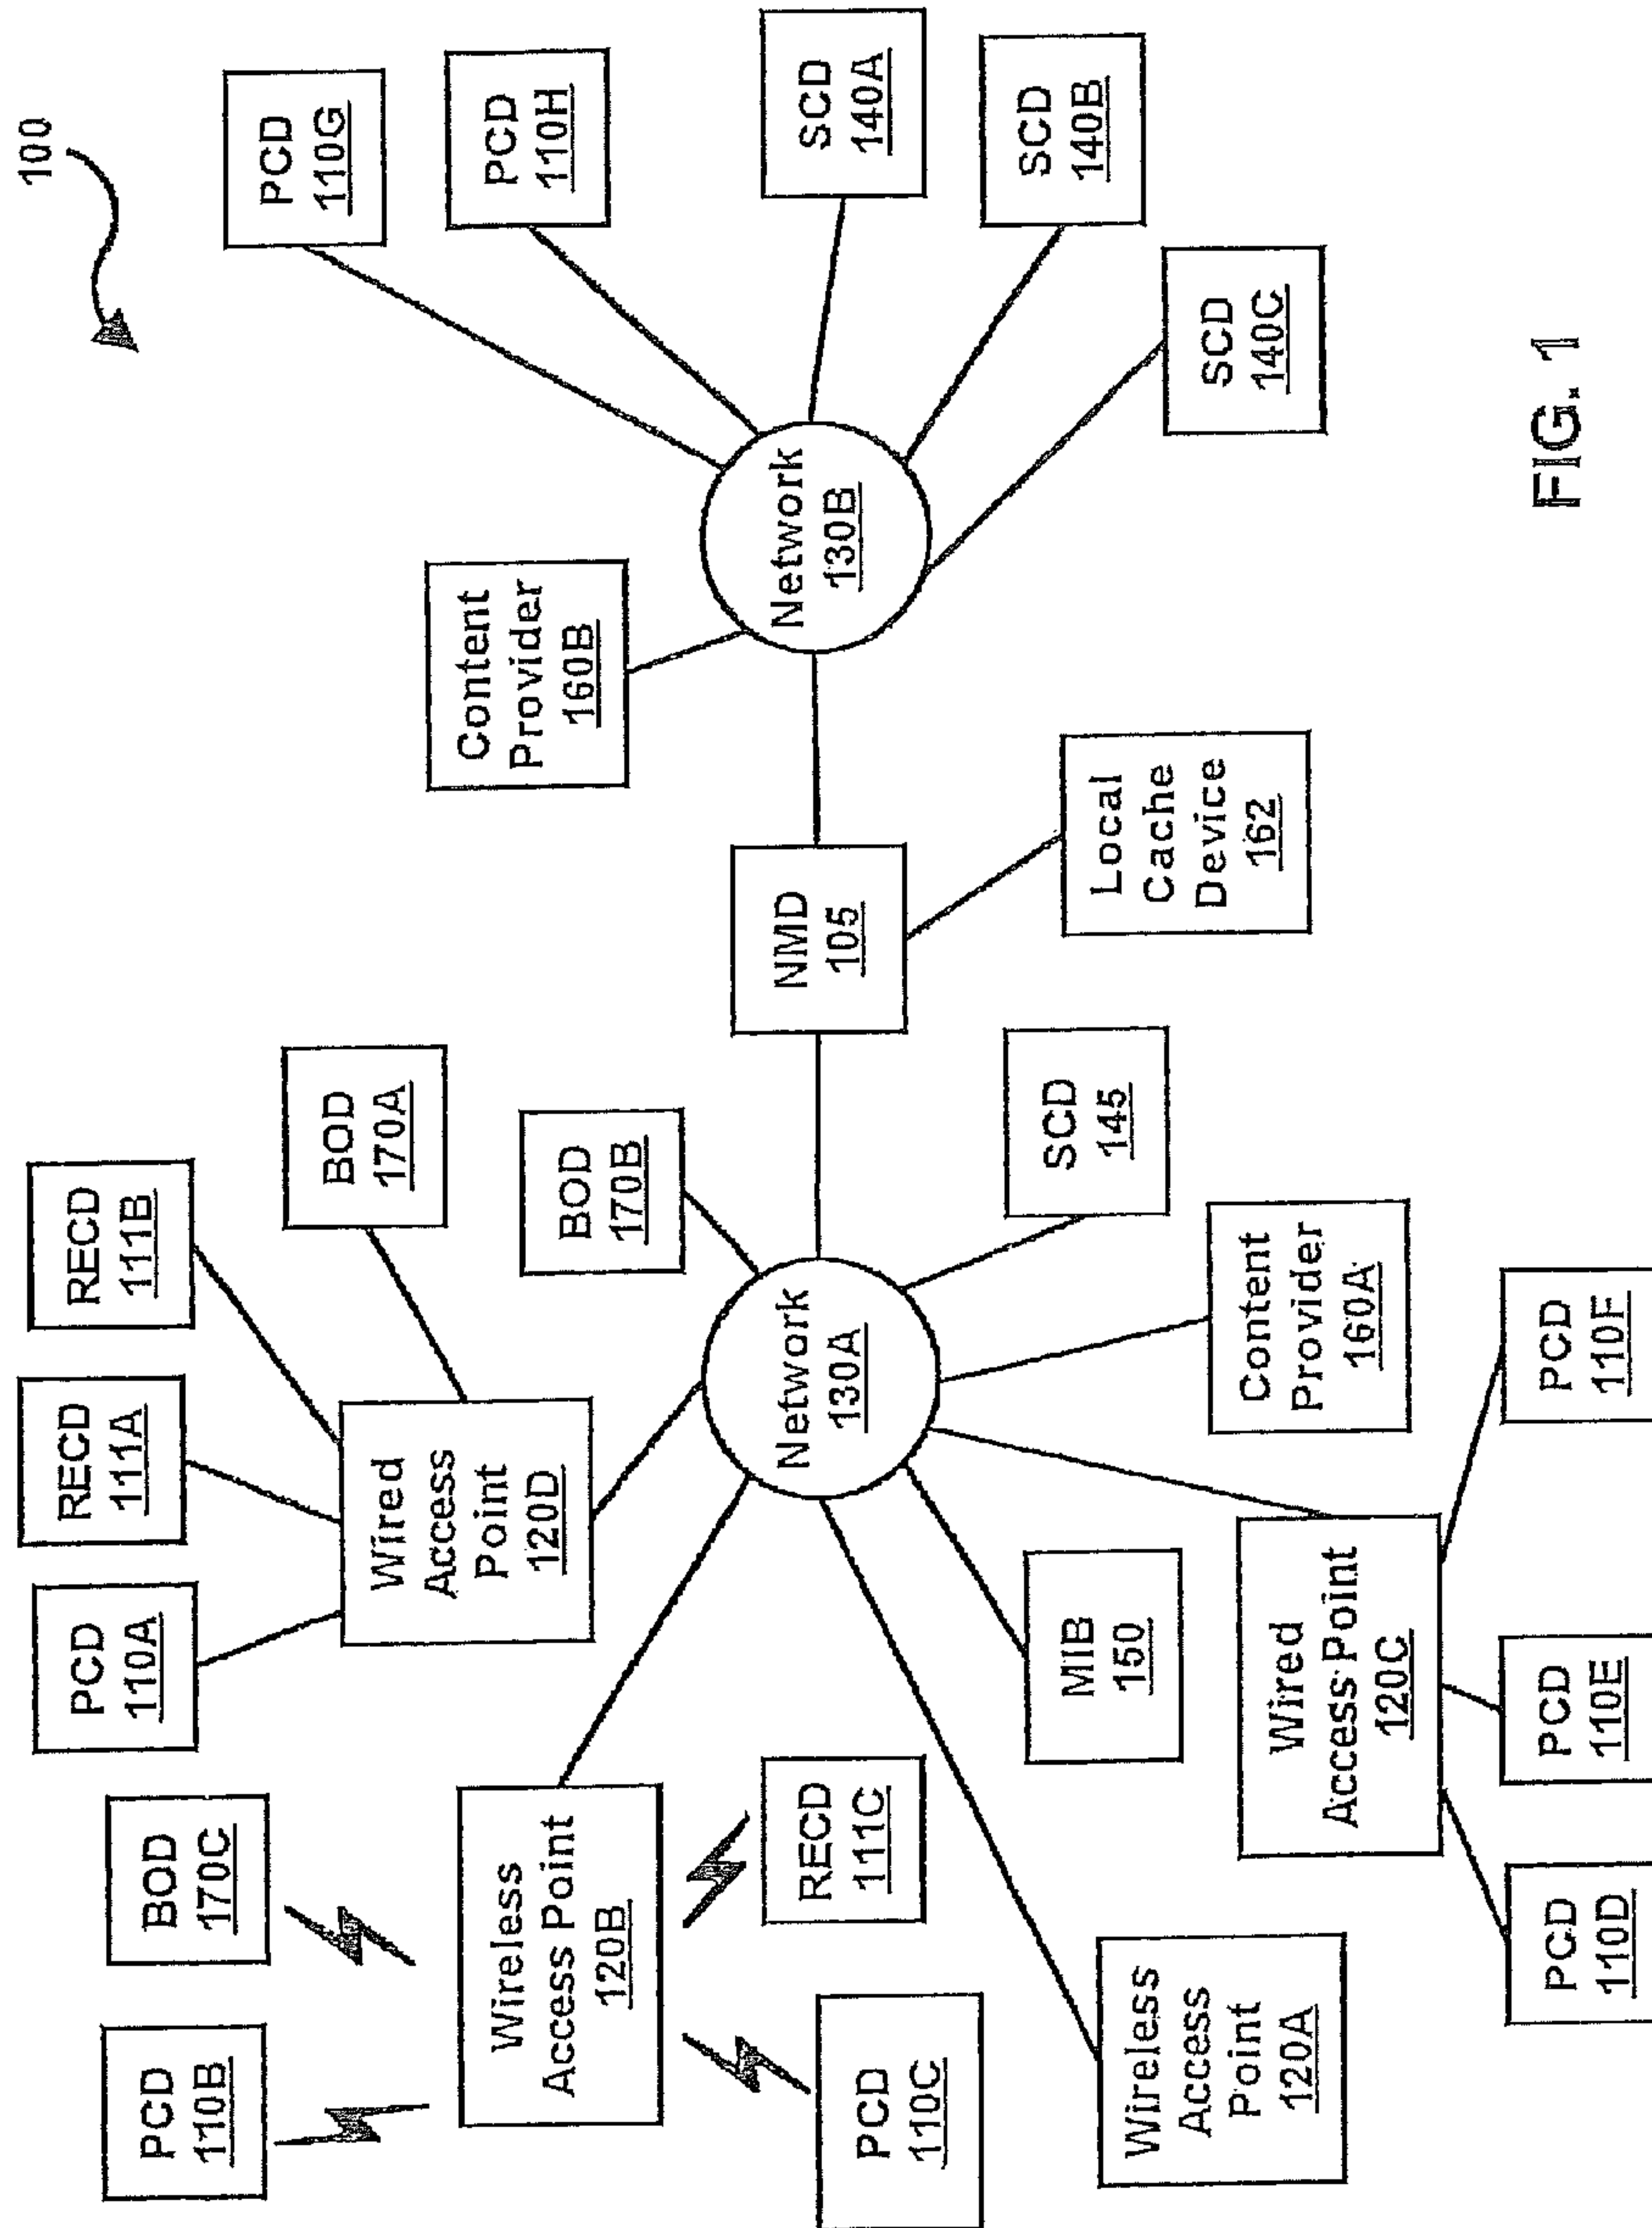 100
PCD
110B
BOD
170C
PCD
110A
RECD
111A
RECD
111B
BOD
170A
PCD
110G
PCD
110H
Wireless
Access Point
120B
Wired
Access
Point
120D
BOD
170B
Content
Provider
160B
PCD
110C
RECD
111C
Network
130A
NMD
105
Network
130B
SCD
140A
SCD
140B
SCD
140C
Wireless
Access
Point
120A
MIB
150
SCD
145
Local
Cache
Device
162
Wired
Access Point
120C
Content
Provider
160A
PCD
110D
PCD
110E
PCD
110F
FIG. 1